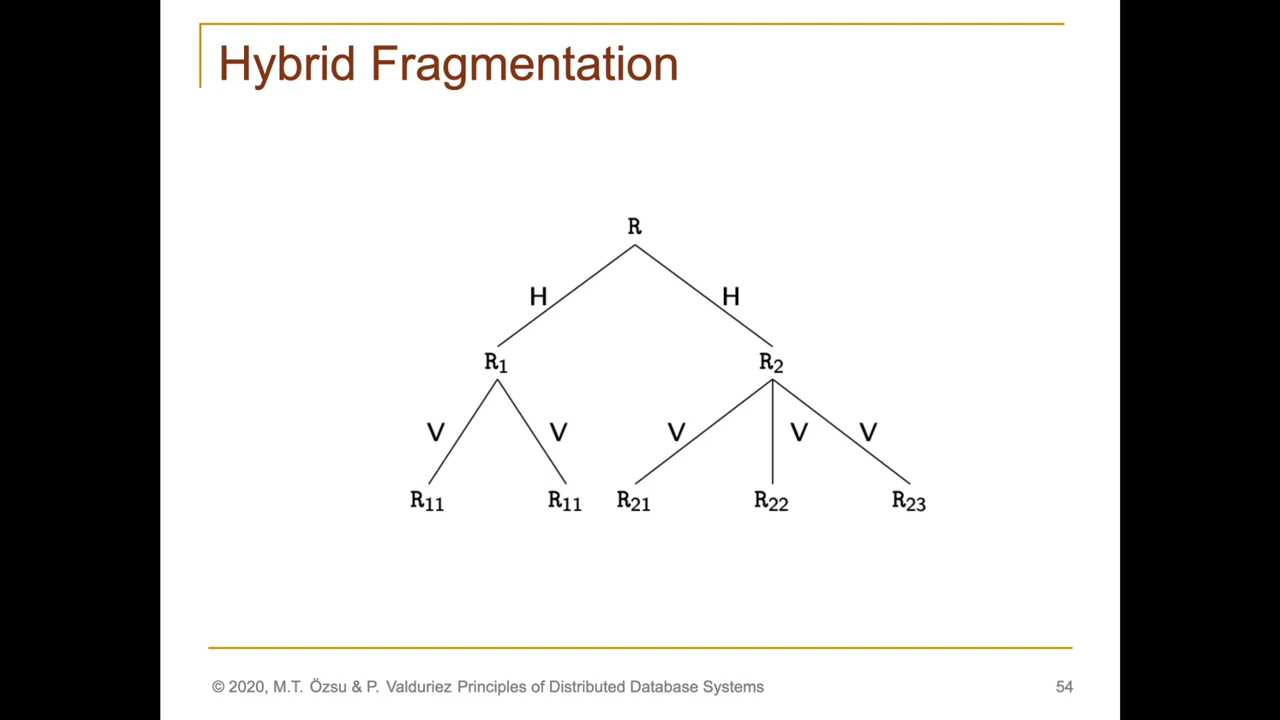 Hybrid Fragmentation
R
H H
R1 R2
V V V V V
R11 R11 R21 R22 R23
© 2020, M.T. Özsu & P. Valduriez Principles of Distributed Database Systems 54